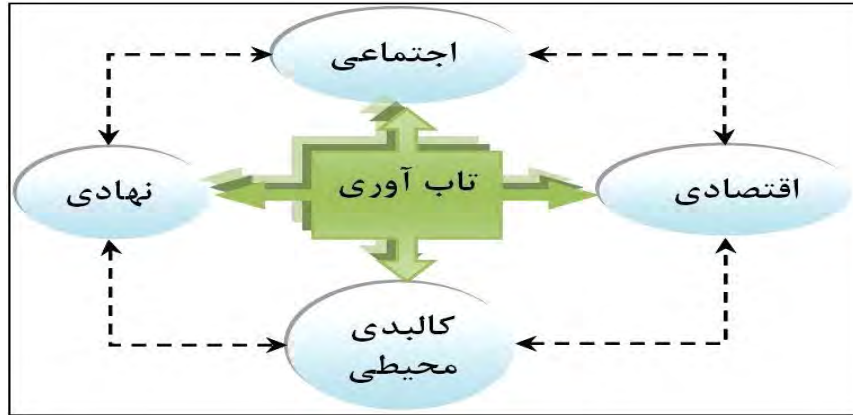 اجتماعی
اقتصادی
تاب آوری
نهادی
کالبدی
محیطی